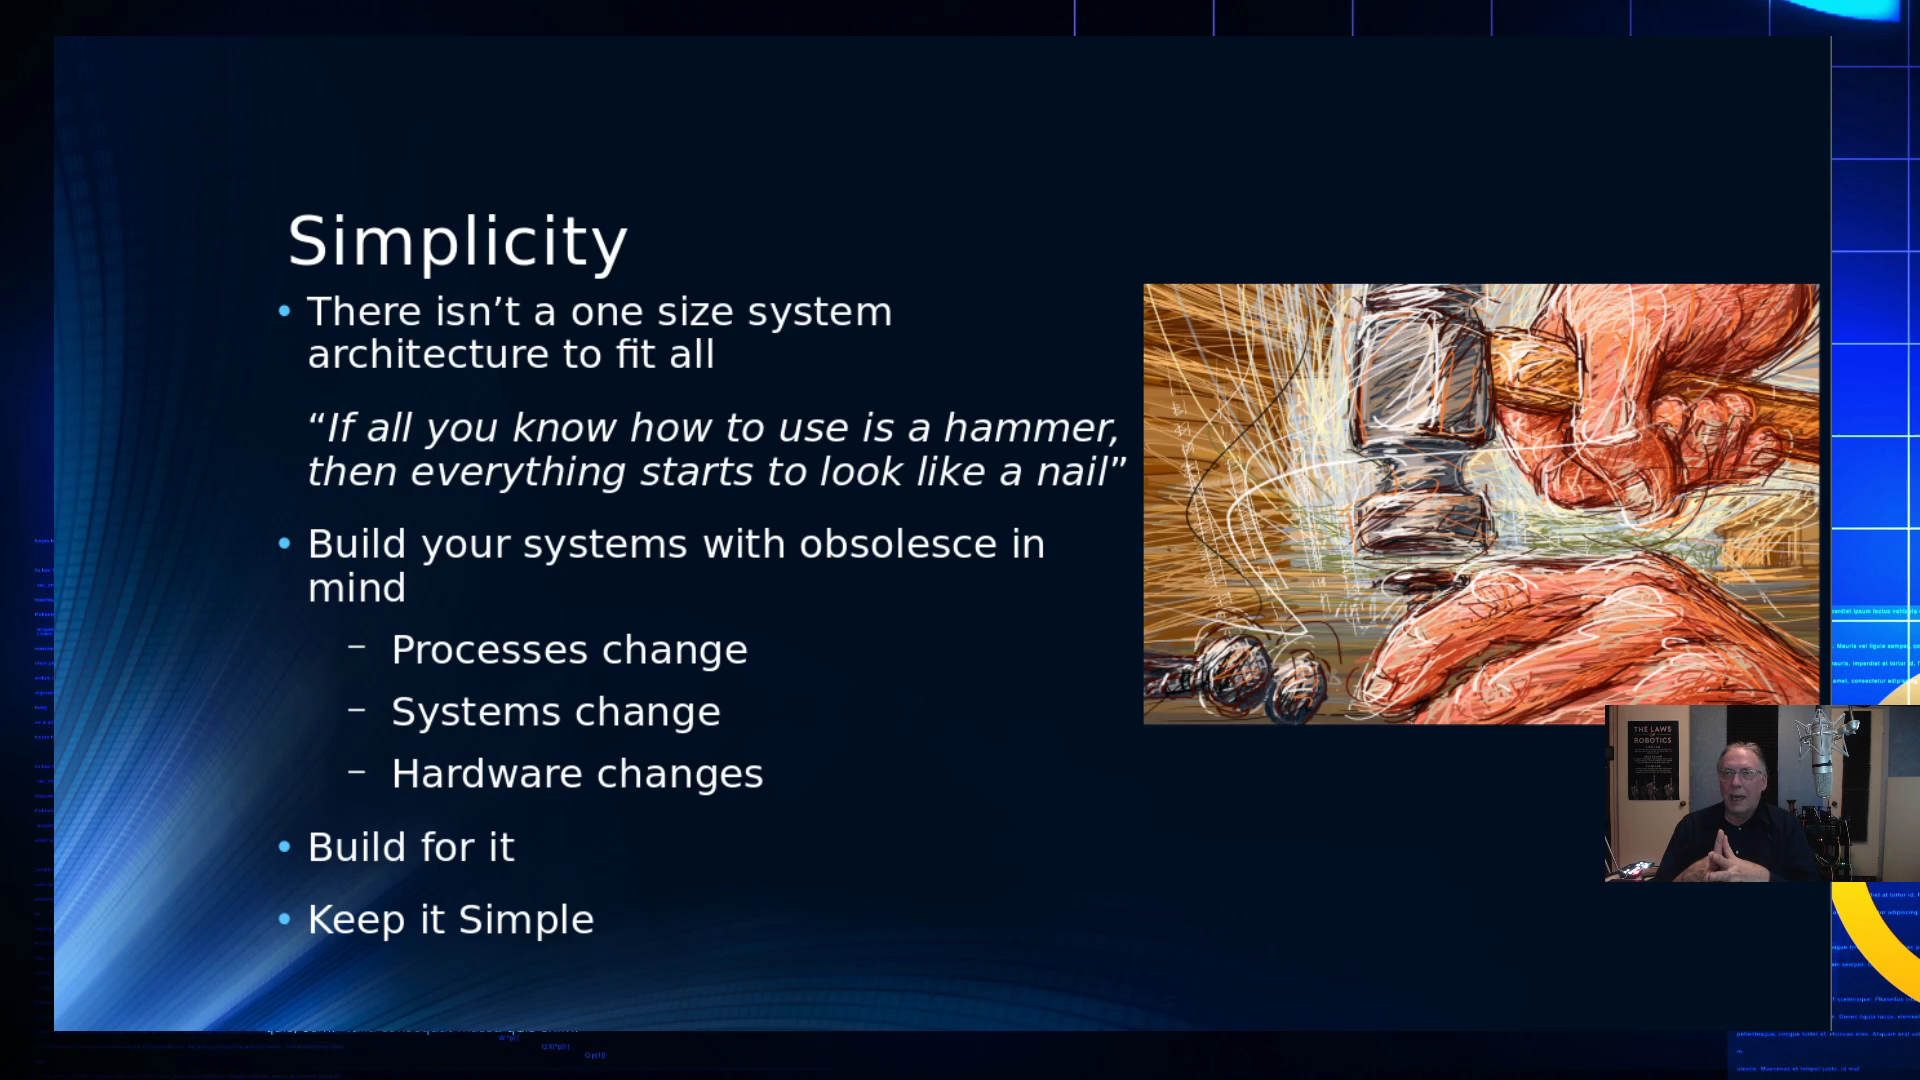 Simplicity
• There isn’t a one size system
architecture to fit all
“If all you know how to use is a hammer,
then everything starts to look like a nail”
• Build your systems with obsolesce in
mind
– Processes change
– Systems change
– Hardware changes
• Build for it
• Keep it Simple
THE LAWS
OF
ROBOTICS